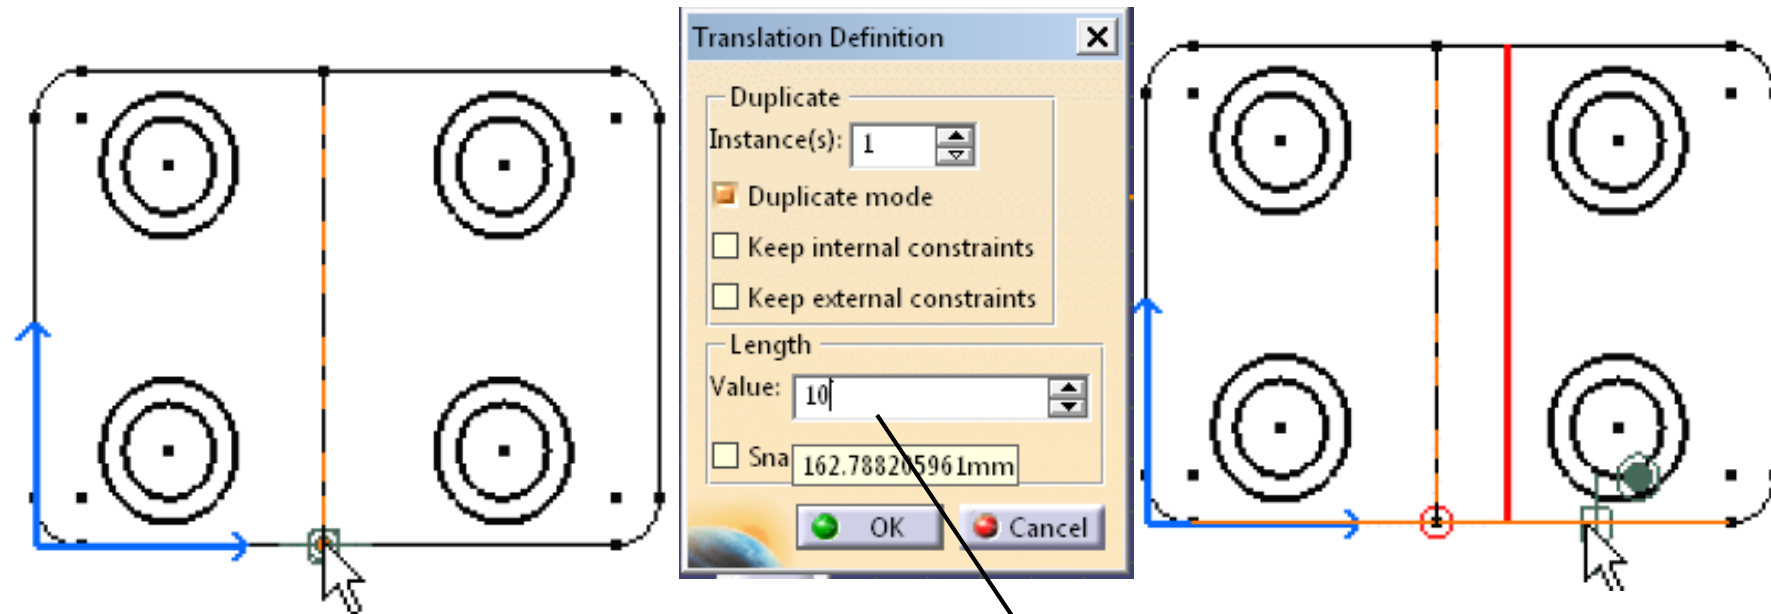 Translation Definition
Duplicate
Instance(s): 1
Duplicate mode
Keep internal constraints
Keep external constraints
Length
Value: 10
Sna 162.788205961mm
OK Cancel